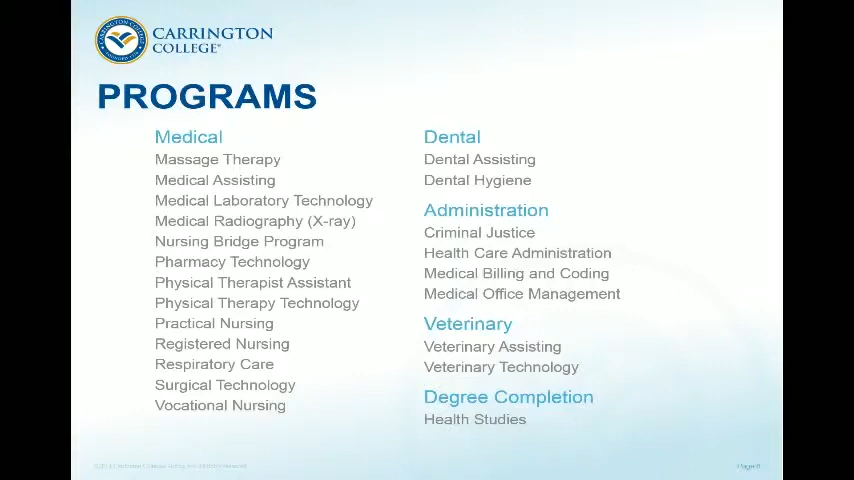 CARRINGTON
COLLEGE®
PROGRAMS
Medical
Massage Therapy
Medical Assisting
Medical Laboratory Technology
Medical Radiography (X-ray)
Nursing Bridge Program
Pharmacy Technology
Physical Therapist Assistant
Physical Therapy Technology
Practical Nursing
Registered Nursing
Respiratory Care
Surgical Technology
Vocational Nursing
Dental
Dental Assisting
Dental Hygiene
Administration
Criminal Justice
Health Care Administration
Medical Billing and Coding
Medical Office Management
Veterinary
Veterinary Assisting
Veterinary Technology
Degree Completion
Health Studies